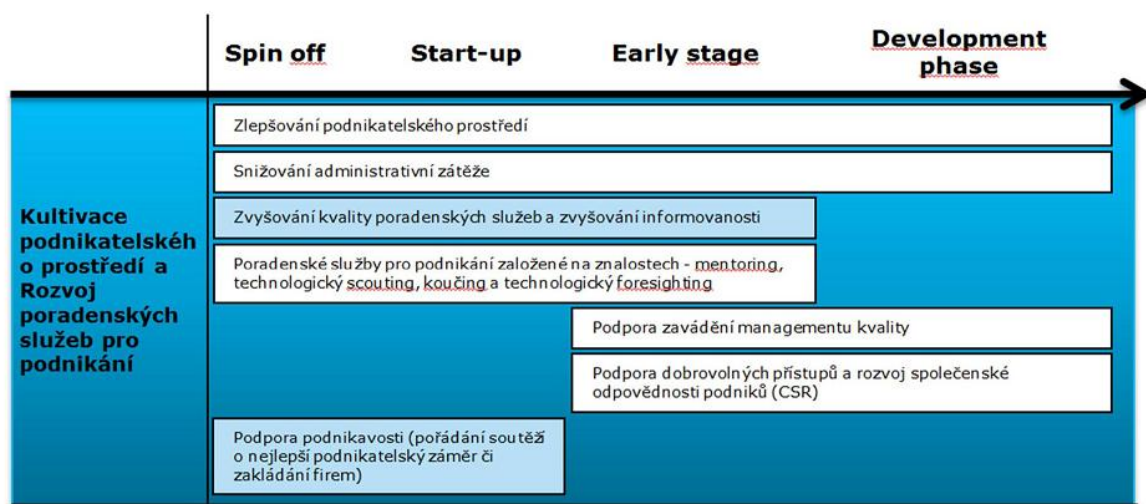 Spin off
Start-up
Early stage
Development
phase
Kultivace
podnikatelskéh
o prostředí a
Rozvoj
poradenských
služeb pro
podnikání
Zlepšování podnikatelského prostředí
Snižování administrativní zátěže
Zvyšování kvality poradenských služeb a zvyšování informovanosti
Poradenské služby pro podnikání založené na znalostech - mentoring,
technologický scouting, koučing a technologický foresighting
Podpora zavádění managementu kvality
Podpora dobrovolných přístupů a rozvoj společenské
odpovědnosti podniků (CSR)
Podpora podnikavosti (pořádání soutěží
o nejlepší podnikatelský záměr či
zakládání firem)